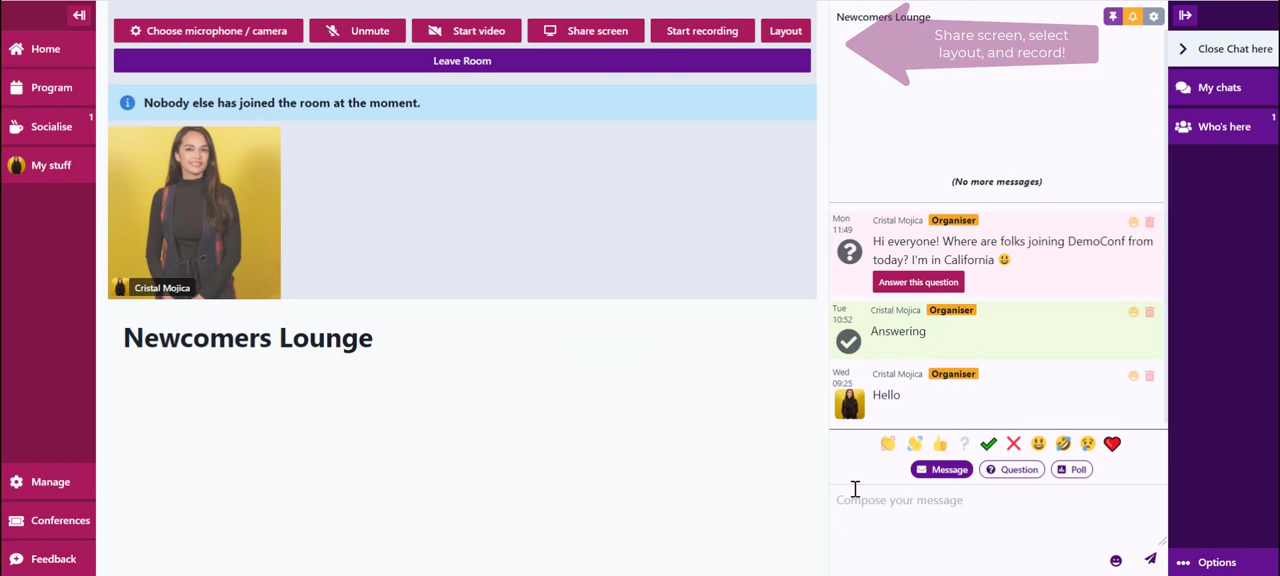 Home
Program
Socialise
1
My stuff
Manage
Conferences
Feedback
Choose microphone / camera
Unmute
Start video
Share screen
Start recording
Layout
Leave Room
Nobody else has joined the room at the moment.
Cristal Mojica
Newcomers Lounge
Newcomers Lounge
Share screen, select
layout, and record!
(No more messages)
Mon
11:49
Cristal Mojica Organiser
Hi everyone! Where are folks joining DemoConf from
today? I'm in California
Answer this question
Tue
10:52
Cristal Mojica Organiser
Answering
Wed
09:25
Cristal Mojica Organiser
Hello
Message
Question
Poll
Compose your message
Close Chat here
My chats
Who's here
1
Options